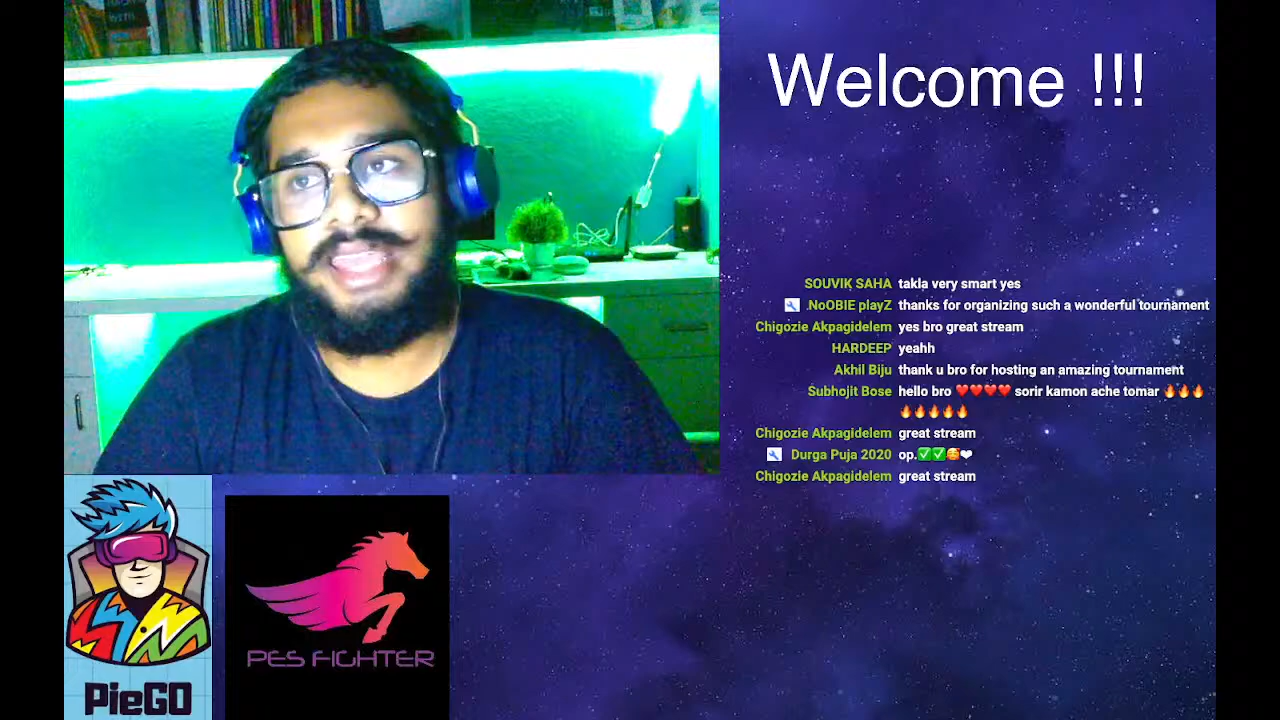 Welcome !!!
SOUVIK SAHA takla very smart yes
NoOBIE playZ thanks for organizing such a wonderful tournament
Chigozie Akpagidelem yes bro great stream
HARDEEP yeahh
Akhil Biju thank u bro for hosting an amazing tournament
Subhojit Bose hello bro ❤️❤️❤️❤️ sorir kamon ache tomar 🔥🔥🔥
🔥🔥🔥🔥🔥
Chigozie Akpagidelem great stream
Durga Puja 2020 op.✅✅🥰❤
Chigozie Akpagidelem great stream
PES FIGHTER
PieGO